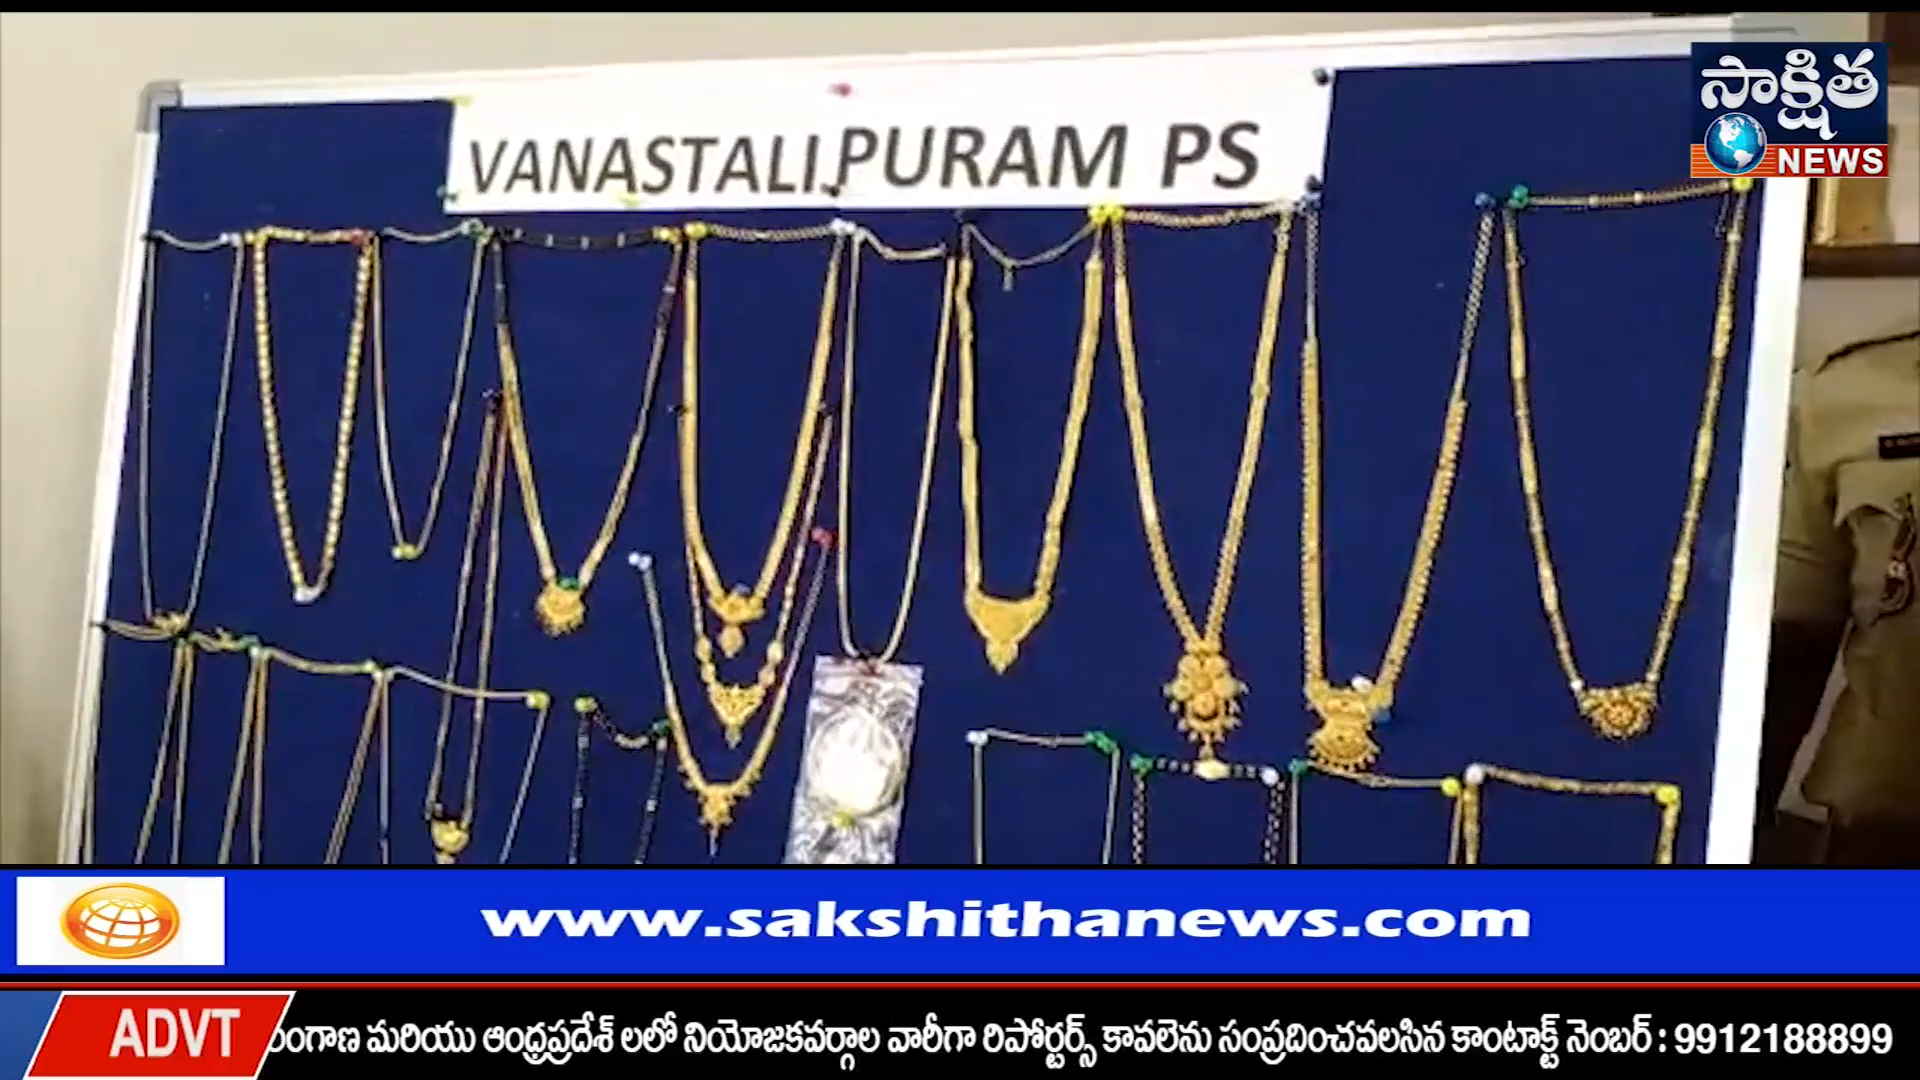 VANASTALIPURAM PS
సాక్షిత
NEWS
www.sakshithanews.com
ADVT
మరియు ఆంధ్రప్రదేశ్ లలో నియోజకవర్గాల వారీగా రిపోర్టర్స్ కావలెను సంప్రదించవలసిన కాంటాక్ట్ నెంబర్ : 9912188899